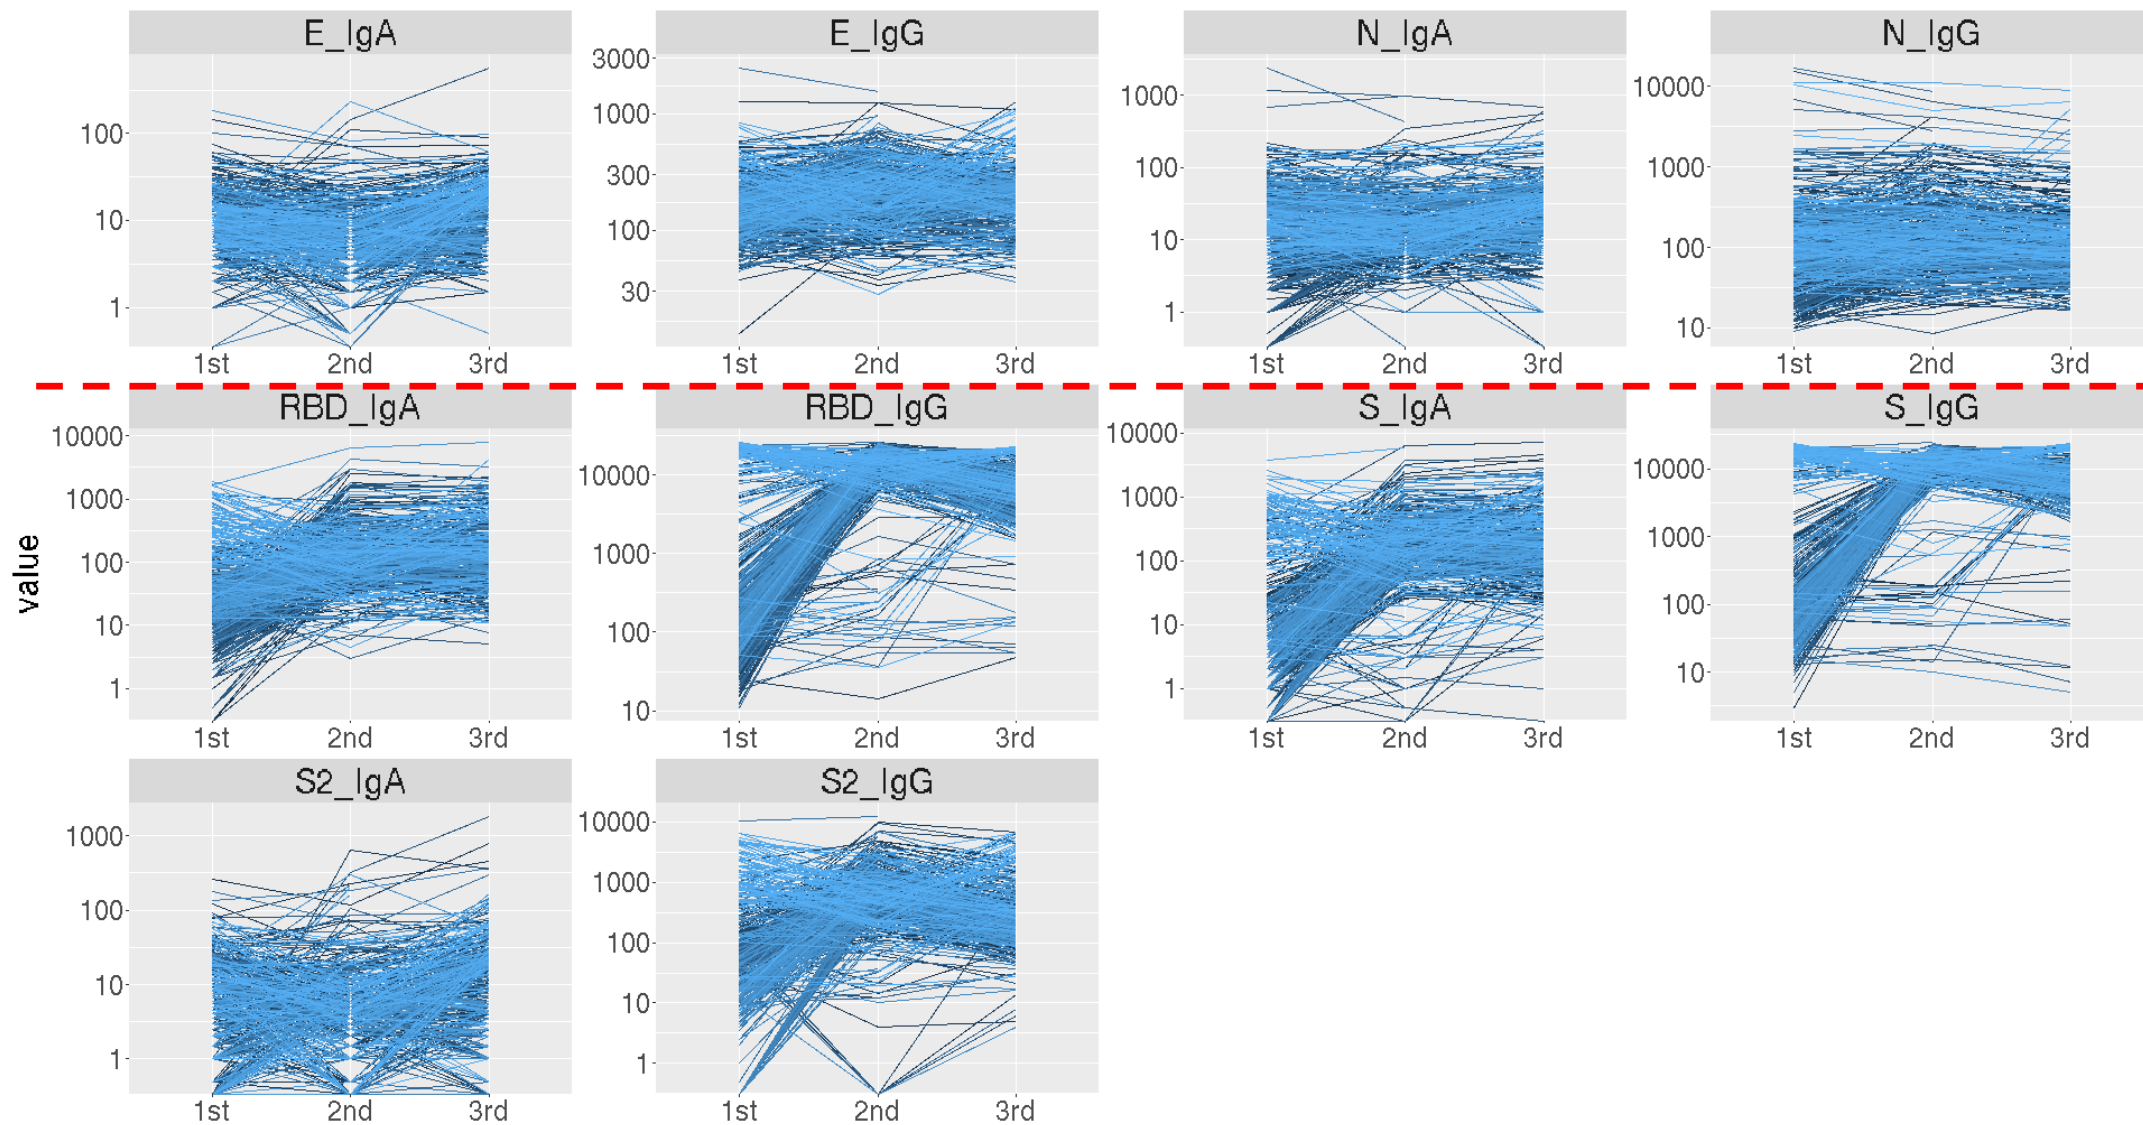 E_IgA E_IgG N_IgA N_IgG
100 10 1
3000 1000 300 100 30
1000 100 10 1
10000 1000 100 10
1st 2nd 3rd 1st 2nd 3rd 1st 2nd 3rd 1st 2nd 3rd
RBD_IgA RBD_IgG S_IgA S_IgG
value
10000 1000 100 10 1
10000 1000 100 10
10000 1000 100 10 1
10000 1000 100 10
1st 2nd 3rd 1st 2nd 3rd 1st 2nd 3rd 1st 2nd 3rd
S2_IgA S2_IgG
1000 100 10 1
10000 1000 100 10 1
1st 2nd 3rd 1st 2nd 3rd